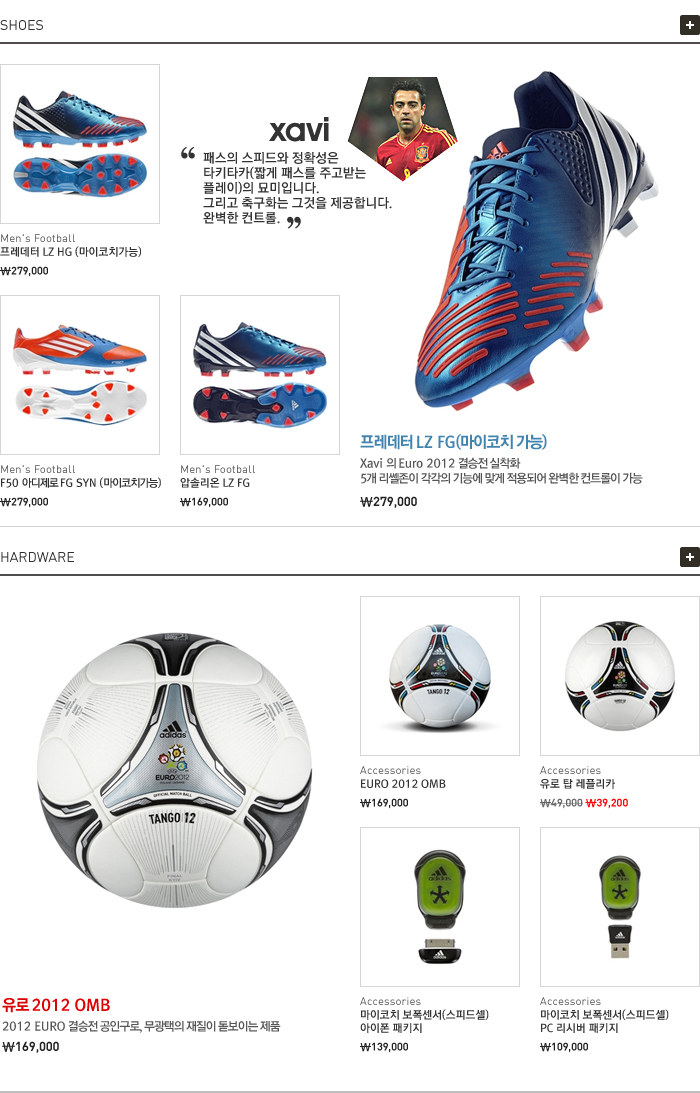 SHOES
+
Men's Football
프레데터 LZ HG (마이코치가능)
₩279,000
xavi
“ 패스의 스피드와 정확성은
타키타카(짧게 패스를 주고받는
플레이)의 묘미입니다.
그리고 축구화는 그것을 제공합니다.
완벽한 컨트롤. ”
Men's Football
F50 아디제로 FG SYN (마이코치가능)
₩279,000
Men's Football
압솔리온 LZ FG
₩169,000
프레데터 LZ FG(마이코치 가능)
Xavi 의 Euro 2012 결승전 실착화
5개 리쎌존이 각각의 기능에 맞게 적용되어 완벽한 컨트롤이 가능
₩279,000
HARDWARE
+
adidas
EURO2012
OFFICIAL MATCH BALL
TANGO 12
유로 2012 OMB
2012 EURO 결승전 공인구로, 무광택의 재질이 돋보이는 제품
₩169,000
adidas
TANGO 12
Accessories
EURO 2012 OMB
₩169,000
Accessories
유로 탑 레플리카
₩49,000 ₩39,200
adidas
Accessories
마이코치 보폭센서(스피드셀)
아이폰 패키지
₩139,000
adidas
Accessories
마이코치 보폭센서(스피드셀)
PC 리시버 패키지
₩109,000